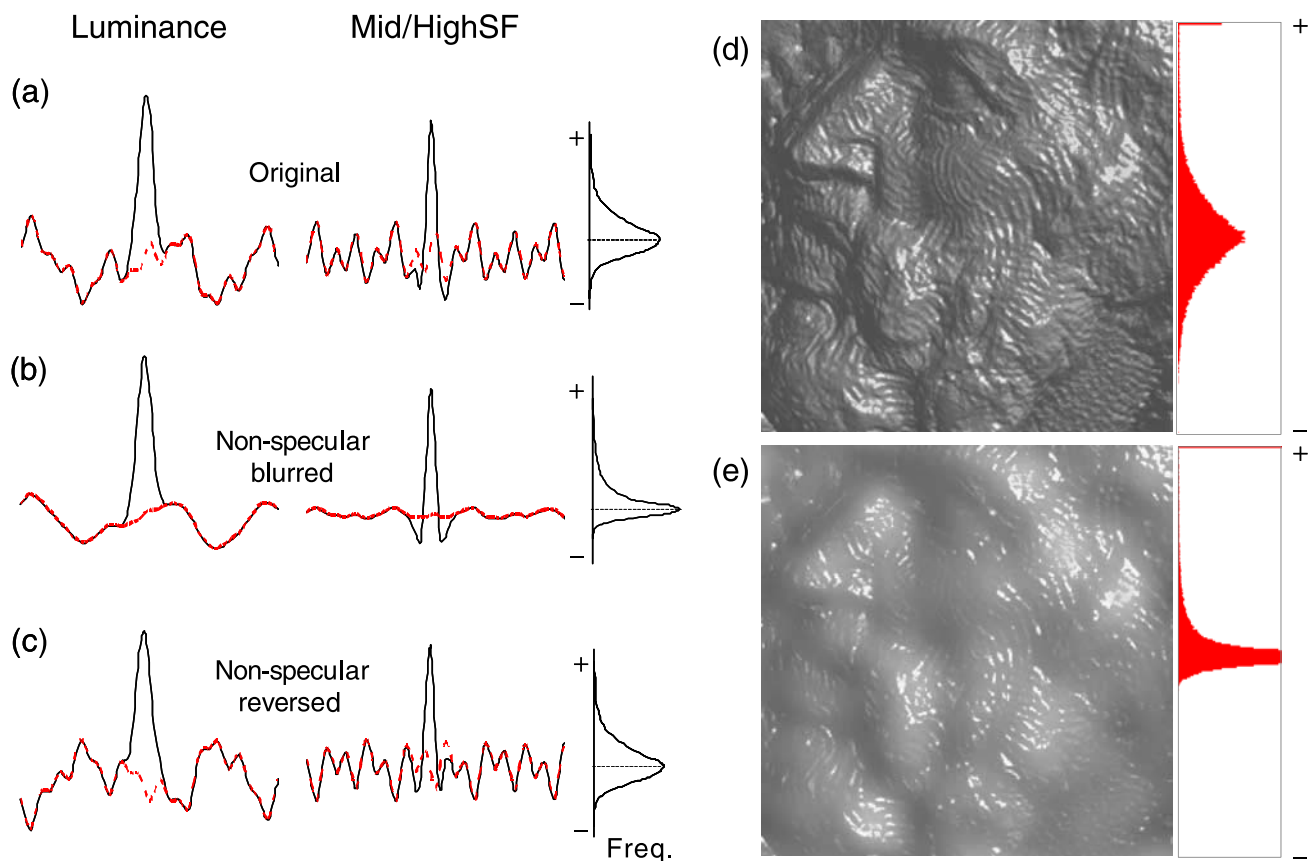 Luminance
Mid/HighSF
(a)
Original
+
−
(b)
Non-specular
blurred
+
−
(c)
Non-specular
reversed
+
−
Freq.
(d)
+
−
(e)
+
−